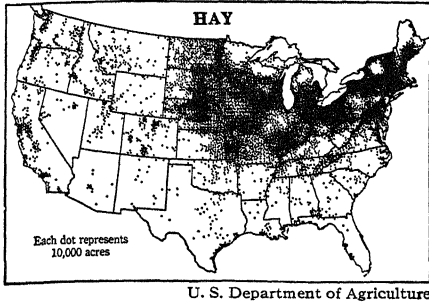 HAY
Each dot represents
10,000 acres
U. S. Department of Agriculture